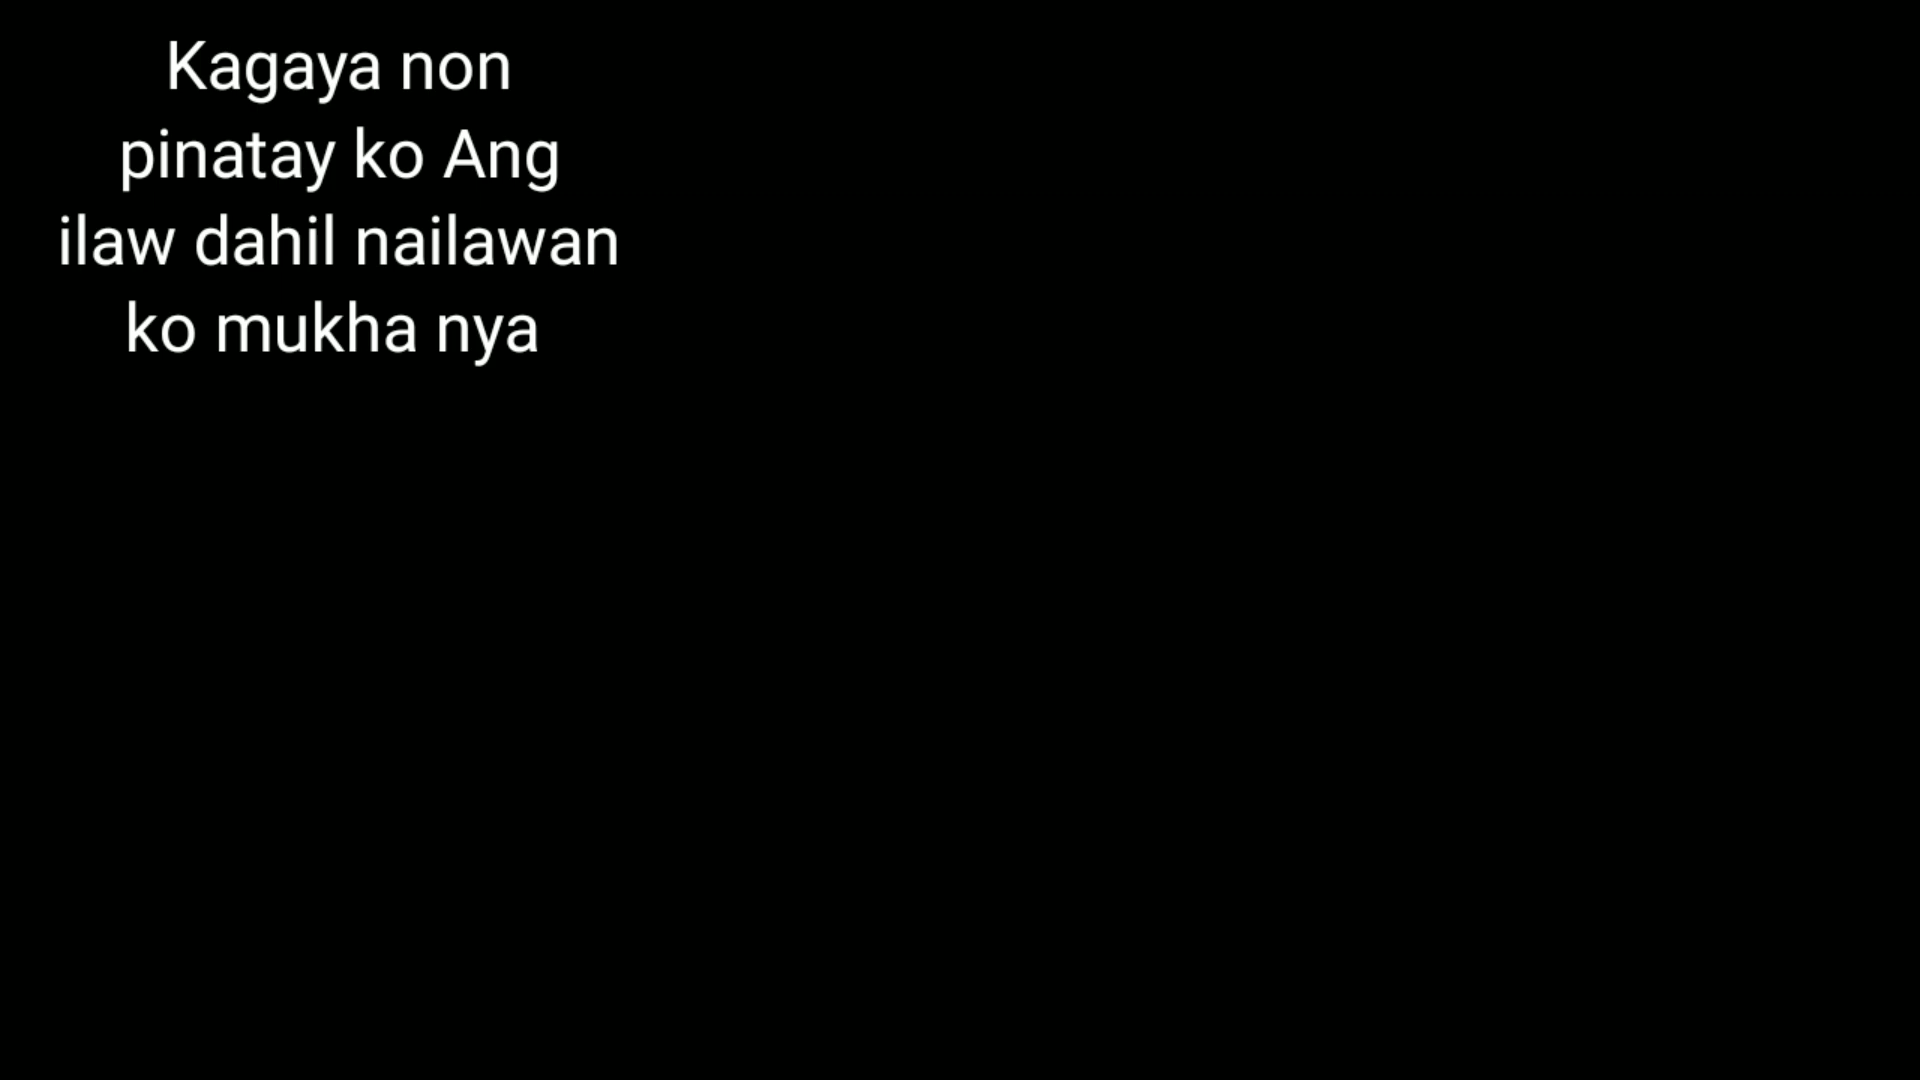 Kagaya non
pinatay ko Ang
ilaw dahil nailawan
ko mukha nya